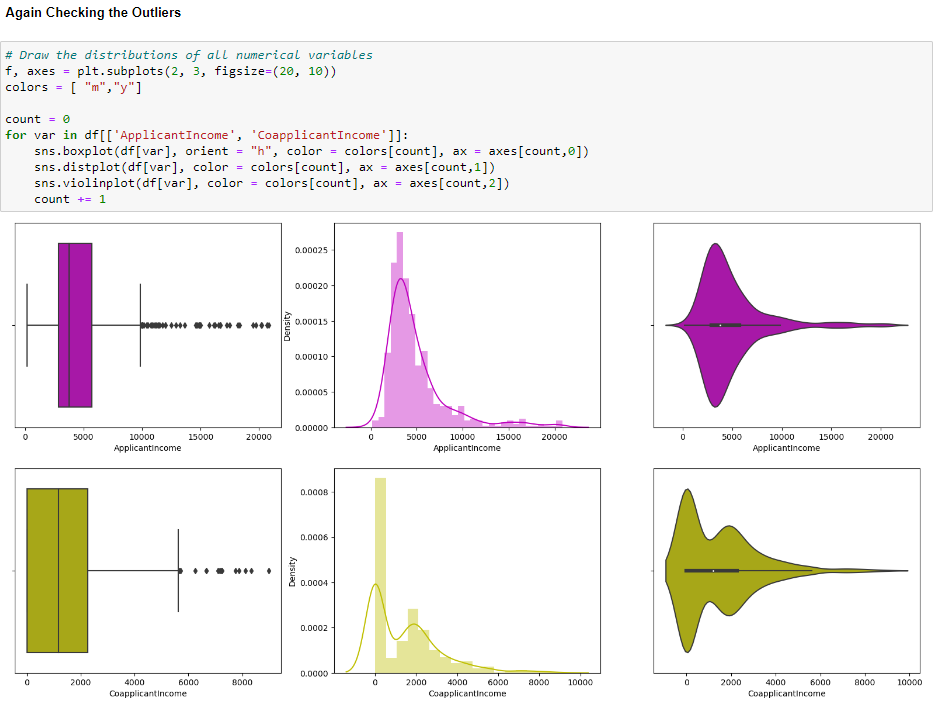 Again Checking the Outliers
# Draw the distributions of all numerical variables
f, axes = plt.subplots(2, 3, figsize=(20, 10))
colors = [ "m","y"]
count = 0
for var in df[['ApplicantIncome', 'CoapplicantIncome']]:
    sns.boxplot(df[var], orient = "h", color = colors[count], ax = axes[count,0])
    sns.distplot(df[var], color = colors[count], ax = axes[count,1])
    sns.violinplot(df[var], color = colors[count], ax = axes[count,2])
    count += 1
0 5000 10000 15000 20000
ApplicantIncome
0.00025
0.00020
0.00015
0.00010
0.00005
0.00000
Density
0 5000 10000 15000 20000
ApplicantIncome
0 5000 10000 15000 20000
ApplicantIncome
0 2000 4000 6000 8000
CoapplicantIncome
0.0008
0.0006
0.0004
0.0002
0.0000
Density
0 2000 4000 6000 8000 10000
CoapplicantIncome
0 2000 4000 6000 8000 10000
CoapplicantIncome